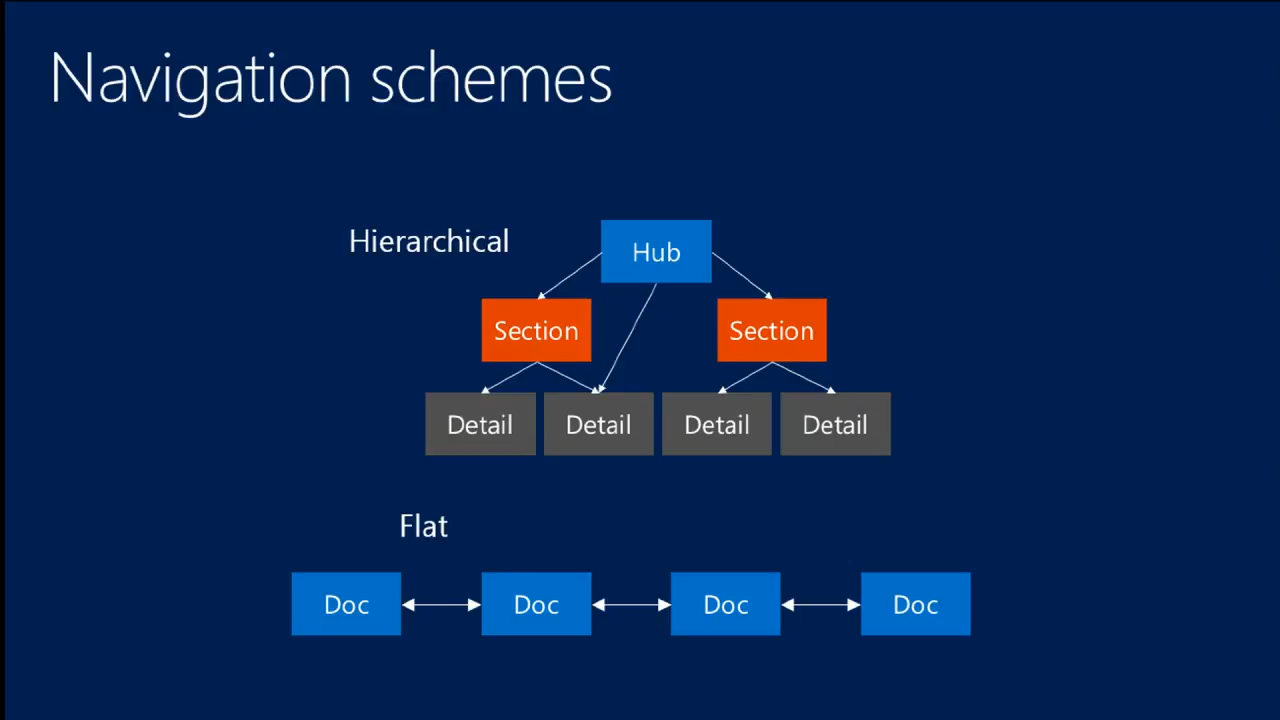 Navigation schemes
Hierarchical
Hub
Section
Section
Detail
Detail
Detail
Detail
Flat
Doc
Doc
Doc
Doc